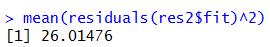 > mean(residuals(res2$fit)^2)
[1] 26.01476